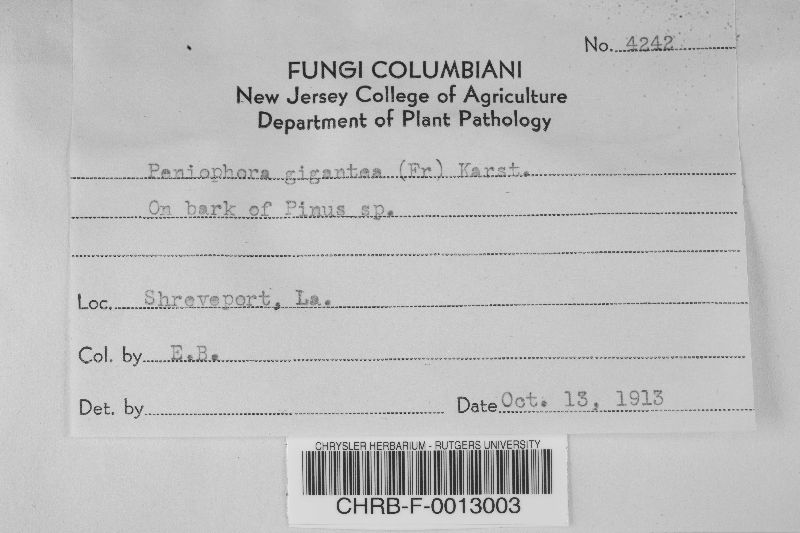 No. 4242
FUNGI COLUMBIANI
New Jersey College of Agriculture
Department of Plant Pathology
Peniophora gigantea (Fr) Karst.
On bark of Pinus sp.
Loc. Shreveport, La.
Col. by E.B.
Det. by
Date Oct. 13, 1913
CHRYSLER HERBARIUM - RUTGERS UNIVERSITY
CHRB-F-0013003